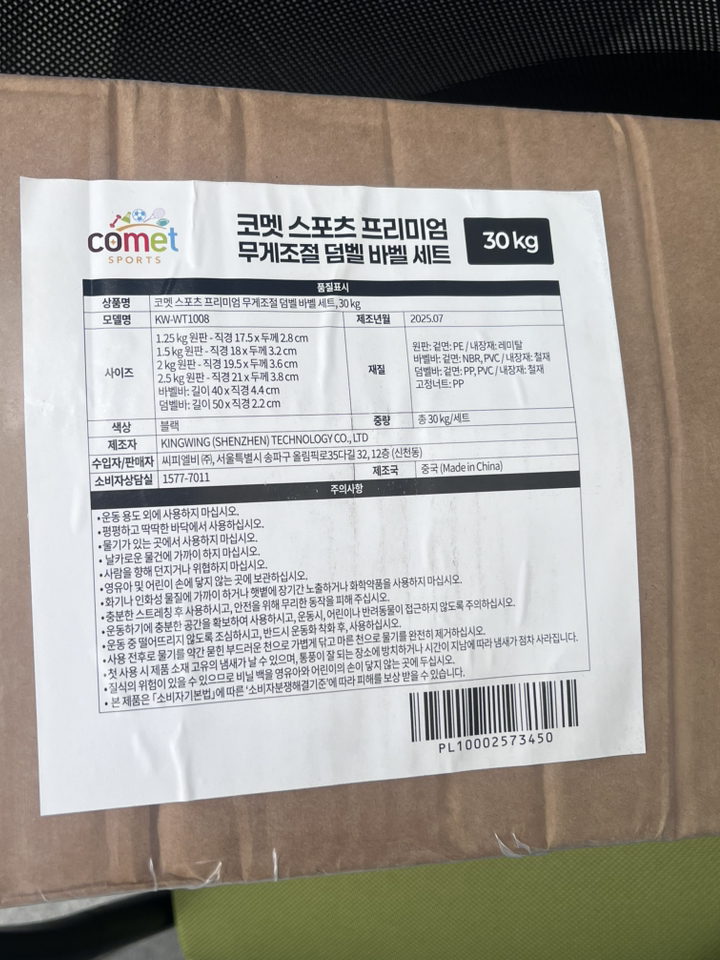 comet
SPORTS
코멧 스포츠 프리미엄
무게조절 덤벨 바벨 세트
30 kg
품질표시
상품명 코멧 스포츠 프리미엄 무게조절 덤벨 바벨 세트, 30 kg
모델명 KW-WT1008 제조년월 2025.07
사이즈
1.25 kg 원판 - 직경 17.5 x 두께 2.8 cm
1.5 kg 원판 - 직경 18 x 두께 3.2 cm
2 kg 원판 - 직경 19.5 x 두께 3.6 cm
2.5 kg 원판 - 직경 21 x 두께 3.8 cm
바벨바: 길이 40 x 직경 4.4 cm
덤벨바: 길이 50 x 직경 2.2 cm
재질
원판: 겉면: PE / 내장재: 레미탈
바벨바: 겉면: NBR, PVC / 내장재: 철재
덤벨바: 겉면: PP, PVC / 내장재: 철재
고정너트: PP
색상 블랙 중량 총 30 kg/세트
제조자 KINGWING (SHENZHEN) TECHNOLOGY CO., LTD
수입자/판매자 씨피엘비 ㈜, 서울특별시 송파구 올림픽로35다길 32, 12층 (신천동)
소비자상담실 1577-7011 제조국 중국 (Made in China)
주의사항
• 운동 용도 외에 사용하지 마십시오.
• 평평하고 딱딱한 바닥에서 사용하십시오.
• 물기가 있는 곳에서 사용하지 마십시오.
• 날카로운 물건에 가까이 하지 마십시오.
• 사람을 향해 던지거나 위협하지 마십시오.
• 영유아 및 어린이 손에 닿지 않는 곳에 보관하십시오.
• 화기나 인화성 물질에 가까이 하거나 햇볕에 장기간 노출하거나 화학약품을 사용하지 마십시오.
• 충분한 스트레칭 후 사용하시고, 안전을 위해 무리한 동작을 피해 주십시오.
• 운동하기에 충분한 공간을 확보하여 사용하시고, 운동시, 어린이나 반려동물이 접근하지 않도록 주의하십시오.
• 운동 중 떨어뜨리지 않도록 조심하시고, 반드시 운동화 착화 후, 사용하십시오.
• 사용 전후로 물기를 약간 묻힌 부드러운 천으로 가볍게 닦고 마른 천으로 물기를 완전히 제거하십시오.
• 첫 사용 시 제품 소재 고유의 냄새가 날 수 있으며, 통풍이 잘 되는 장소에 방치하거나 시간이 지남에 따라 냄새가 점차 사라집니다.
• 질식의 위험이 있을 수 있으므로 비닐 백을 영유아와 어린이의 손이 닿지 않는 곳에 두십시오.
• 본 제품은 「소비자기본법」에 따른 '소비자분쟁해결기준'에 따라 피해를 보상 받을 수 있습니다.
PL10002573450